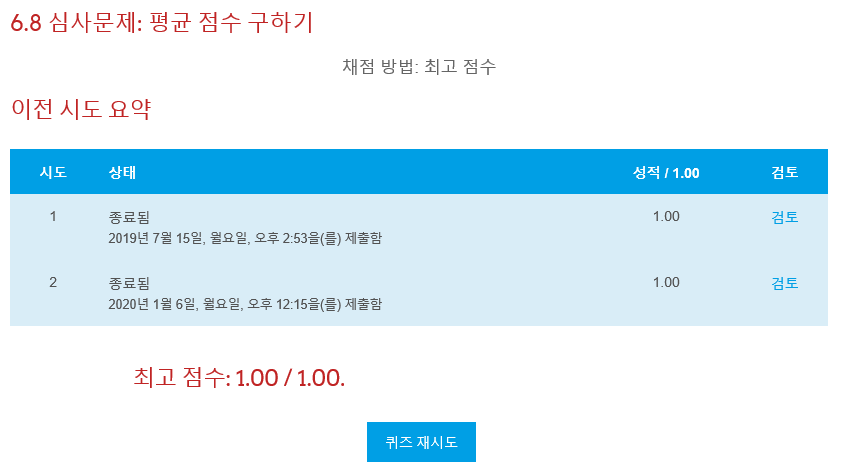 6.8 심사문제: 평균 점수 구하기
채점 방법: 최고 점수
이전 시도 요약
시도 상태 성적 / 1.00 검토
1 종료됨 1.00 검토
2019년 7월 15일, 월요일, 오후 2:53을(를) 제출함
2 종료됨 1.00 검토
2020년 1월 6일, 월요일, 오후 12:15을(를) 제출함
최고 점수: 1.00 / 1.00.
퀴즈 재시도